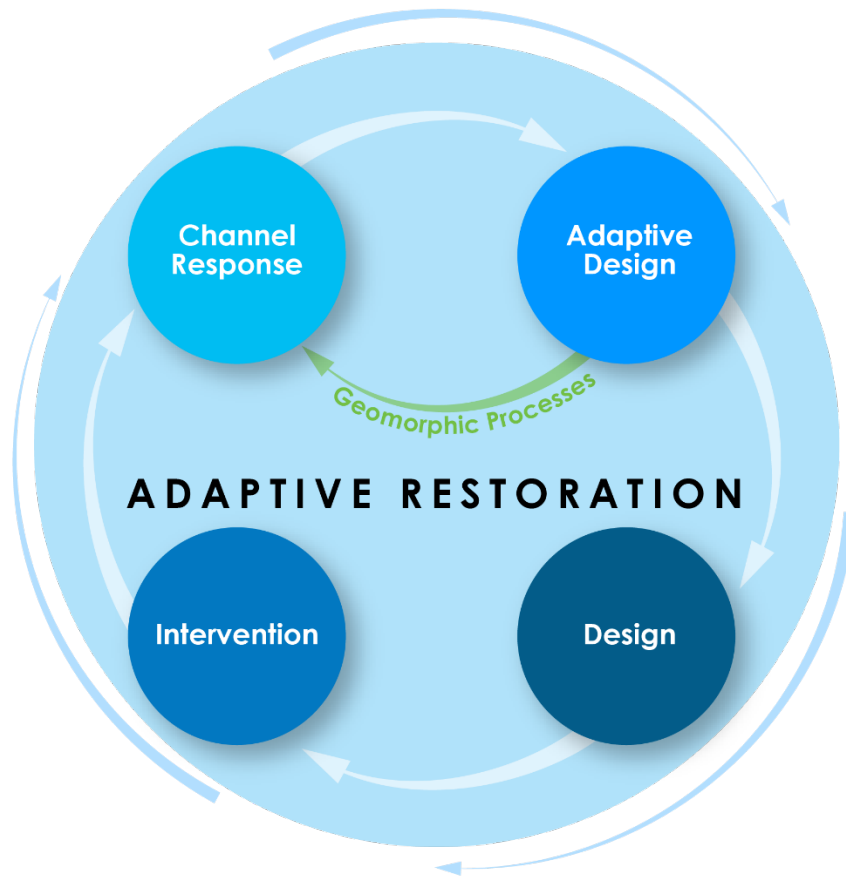 Channel
Response
Adaptive
Design
Geomorphic Processes
ADAPTIVE RESTORATION
Intervention
Design